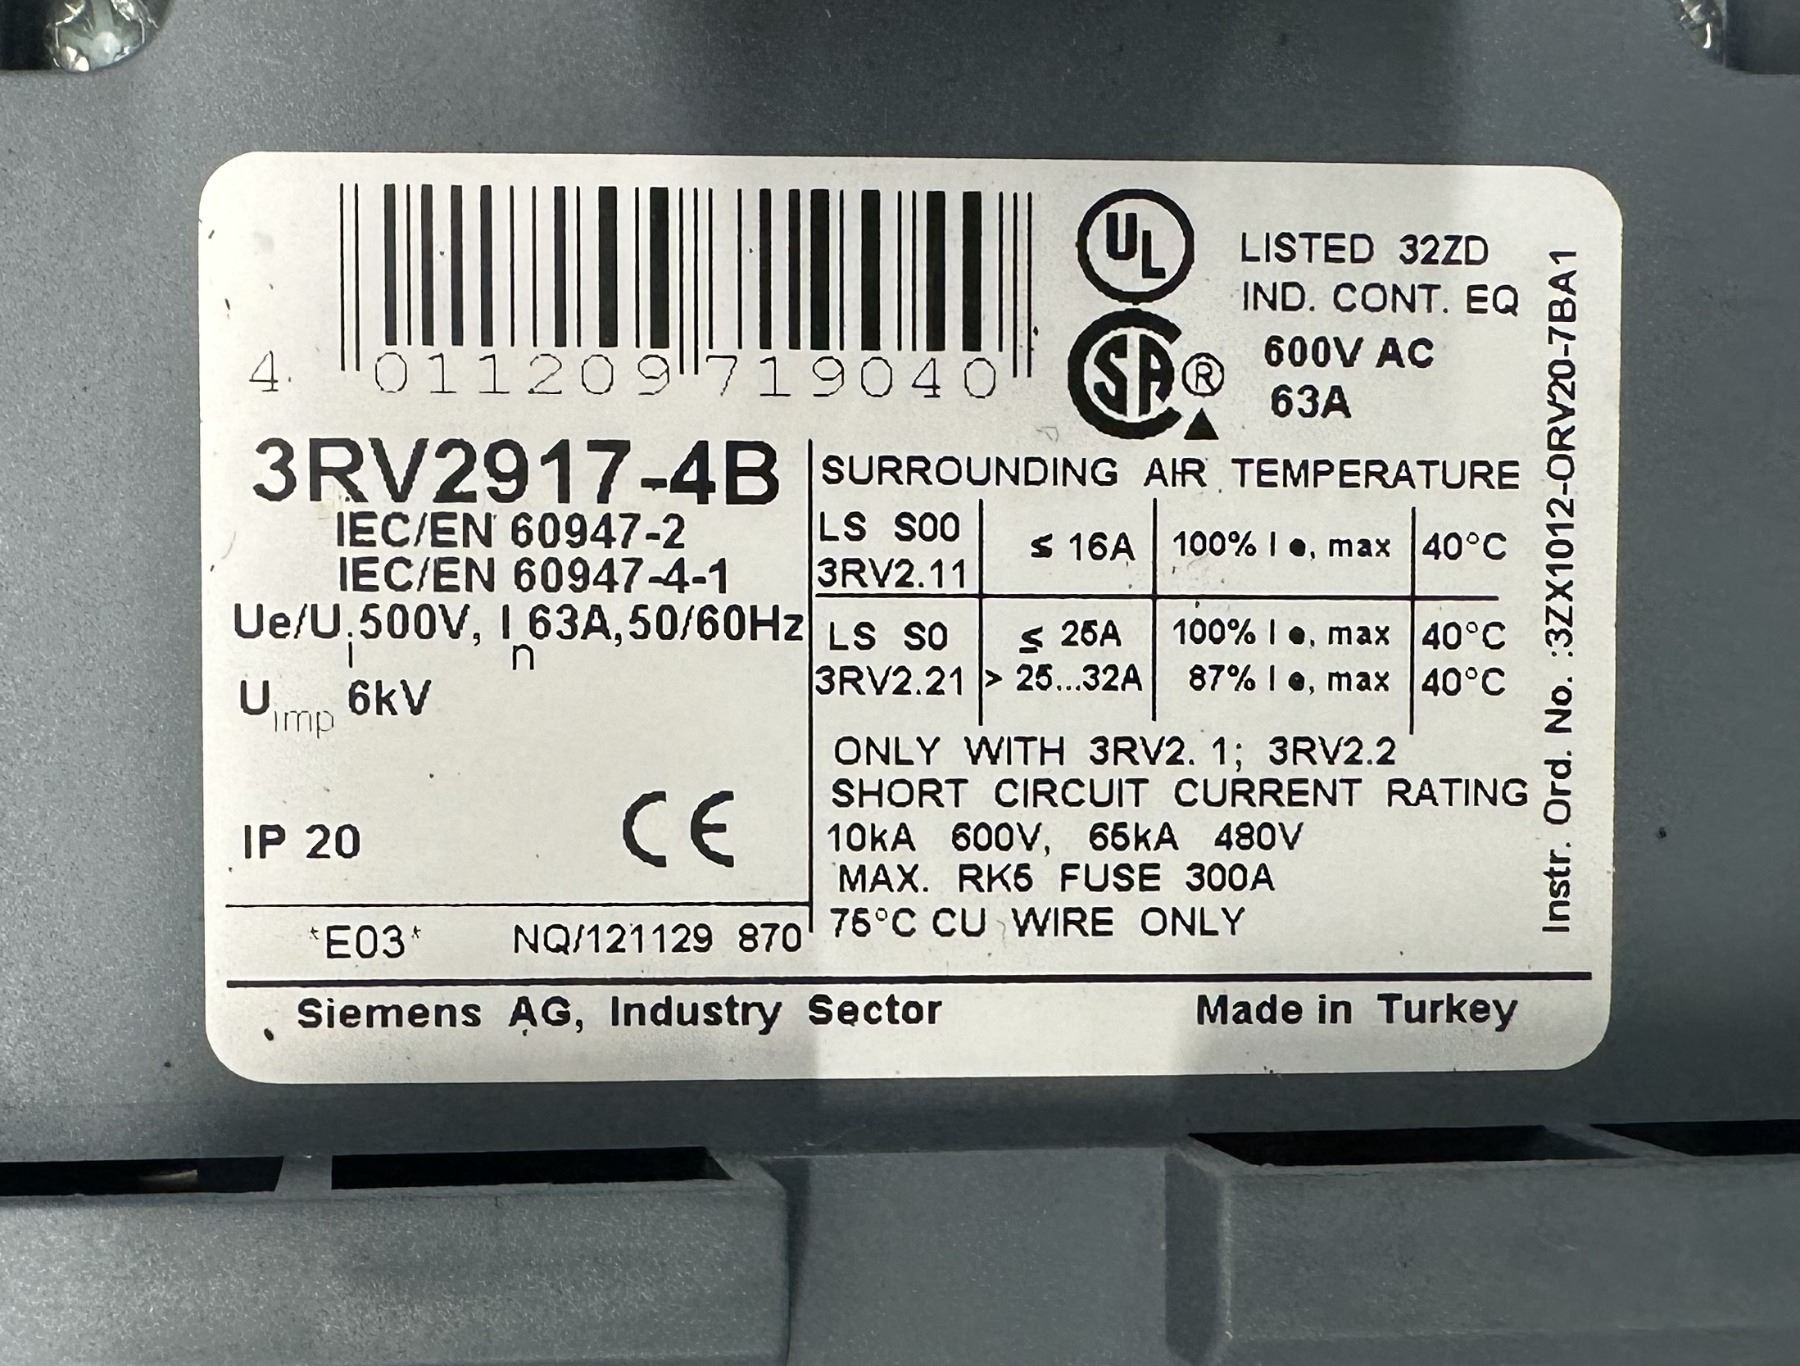 4 011209 719040
UL
LISTED 32ZD
IND. CONT. EQ
SA ®
600V AC
63A
3RV2917-4B
IEC/EN 60947-2
IEC/EN 60947-4-1
Ue/Ui 500V, In 63A, 50/60Hz
Uimp 6kV
IP 20
CE
*E03* NQ/121129 870
SURROUNDING AIR TEMPERATURE
LS S00 3RV2.11 ≤ 16A 100% I e, max 40°C
LS S0 ≤ 25A 100% I e, max 40°C
3RV2.21 > 25...32A 87% I e, max 40°C
ONLY WITH 3RV2. 1; 3RV2.2
SHORT CIRCUIT CURRENT RATING
10kA 600V, 65kA 480V
MAX. RK5 FUSE 300A
75°C CU WIRE ONLY
Instr. Ord. No. :3ZX1012-ORV20-7BA1
Siemens AG, Industry Sector Made in Turkey